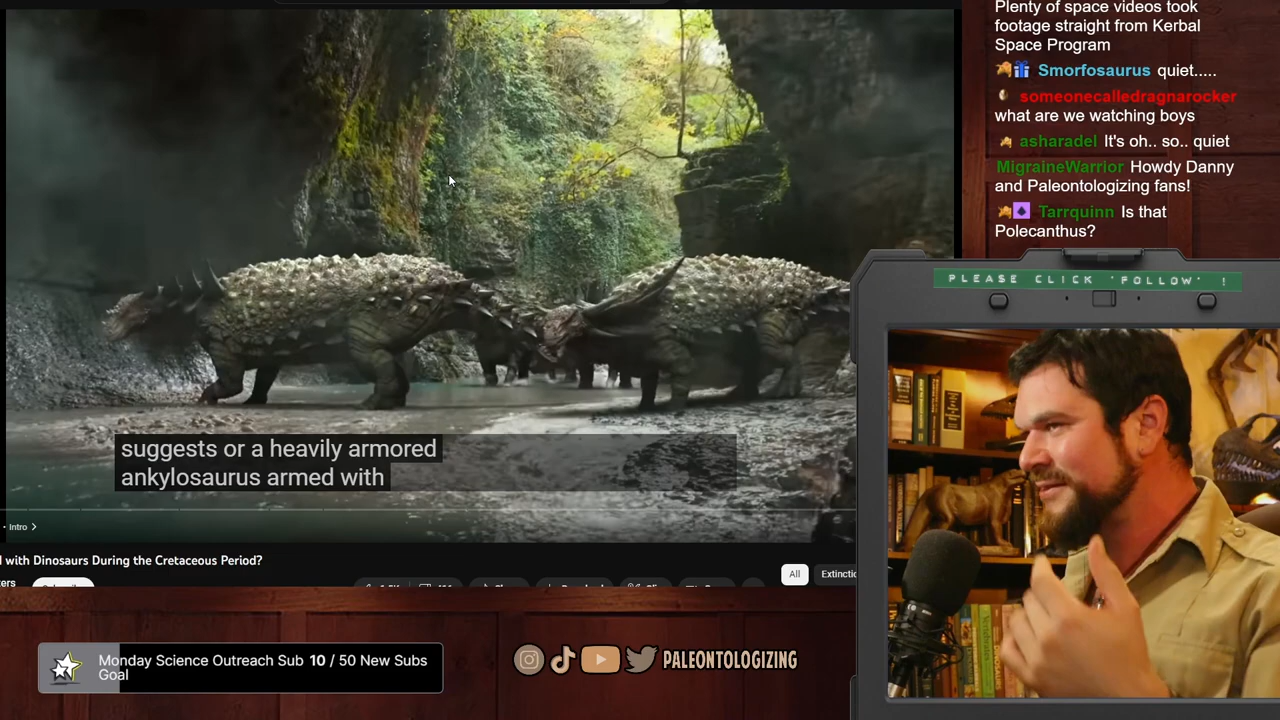 Plenty of space videos took
footage straight from Kerbal
Space Program
Smorfosaurus quiet.....
someonecalledragnarocker
what are we watching boys
asharadel It's oh.. so.. quiet
MigraineWarrior Howdy Danny
and Paleontologizing fans!
Tarrquinn Is that
Polecanthus?
PLEASE CLICK 'FOLLOW' !
suggests or a heavily armored
ankylosaurus armed with
• Intro
with Dinosaurs During the Cretaceous Period?
All
Monday Science Outreach Sub 10 / 50 New Subs
Goal
PALEONTOLOGIZING